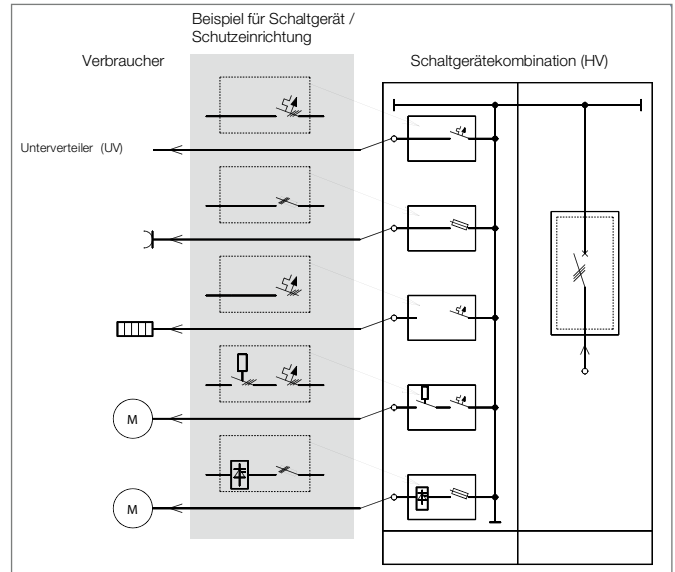 Beispiel für Schaltgerät /
Schutzeinrichtung
Verbraucher
Schaltgerätekombination (HV)
Unterverteiler (UV)
M
M